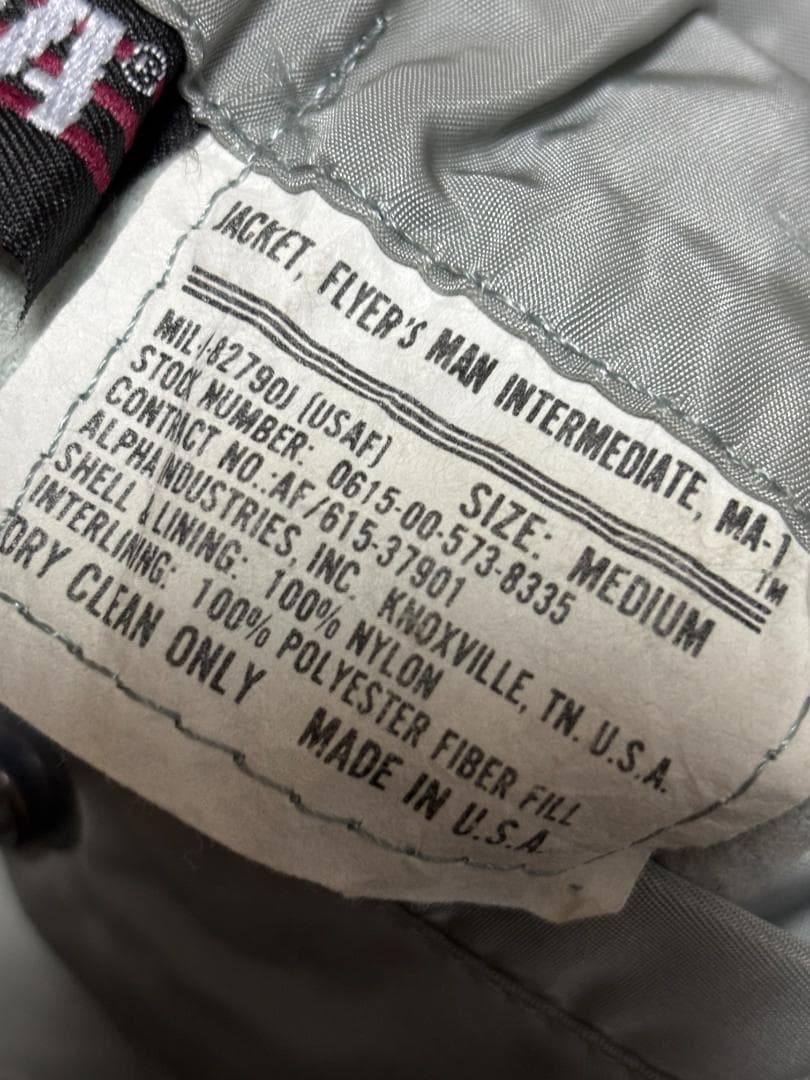 A®
JACKET, FLYER'S MAN INTERMEDIATE, MA-1
TM
SIZE: MEDIUM
MIL-J-8279OJ (USAF)
STOCK NUMBER: 0615-00-573-8335
CONTRACT NO.:AF/615-37901
ALPHA INDUSTRIES, INC. KNOXVILLE, TN. U.S.A.
SHELL & LINING: 100% NYLON
INTERLINING: 100% POLYESTER FIBER FILL
DRY CLEAN ONLY
MADE IN U.S.A.